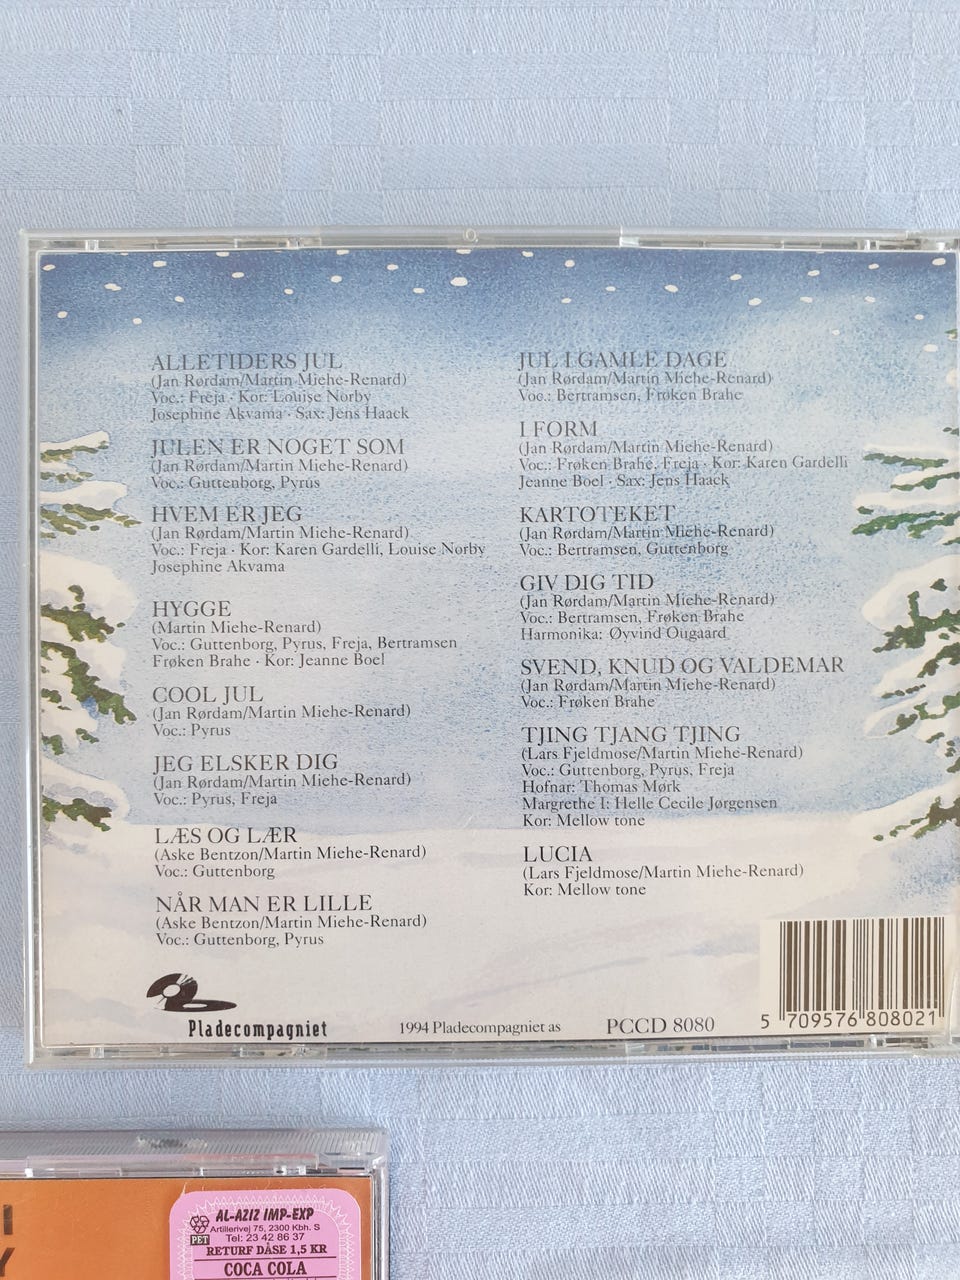 ALLETIDERS JUL
(Jan Rørdam/Martin Miehe-Renard)
Voc.: Freja · Kor: Louise Norby
Josephine Akvama · Sax: Jens Haack
JULEN ER NOGET SOM
(Jan Rørdam/Martin Miehe-Renard)
Voc.: Guttenborg, Pyrus
HVEM ER JEG
(Jan Rørdam/Martin Miehe-Renard)
Voc.: Freja · Kor: Karen Gardelli, Louise Norby
Josephine Akvama
HYGGE
(Martin Miehe-Renard)
Voc.: Guttenborg, Pyrus, Freja, Bertramsen
Frøken Brahe · Kor: Jeanne Boel
COOL JUL
(Jan Rørdam/Martin Miehe-Renard)
Voc.: Pyrus
JEG ELSKER DIG
(Jan Rørdam/Martin Miehe-Renard)
Voc.: Pyrus, Freja
LÆS OG LÆR
(Aske Bentzon/Martin Miehe-Renard)
Voc.: Guttenborg
NÅR MAN ER LILLE
(Aske Bentzon/Martin Miehe-Renard)
Voc.: Guttenborg, Pyrus
JUL I GAMLE DAGE
(Jan Rørdam/Martin Miehe-Renard)
Voc.: Bertramsen, Frøken Brahe
I FORM
(Jan Rørdam/Martin Miehe-Renard)
Voc.: Frøken Brahe, Freja · Kor: Karen Gardelli
Jeanne Boel · Sax: Jens Haack
KARTOTEKET
(Jan Rørdam/Martin Miehe-Renard)
Voc.: Bertramsen, Guttenborg
GIV DIG TID
(Jan Rørdam/Martin Miehe-Renard)
Voc.: Bertramsen, Frøken Brahe
Harmonika: Øyvind Ougaard
SVEND, KNUD OG VALDEMAR
(Jan Rørdam/Martin Miehe-Renard)
Voc.: Frøken Brahe
TJING TJANG TJING
(Lars Fjeldmose/Martin Miehe-Renard)
Voc.: Guttenborg, Pyrus, Freja
Hofnar: Thomas Mørk
Margrethe I: Helle Cecile Jørgensen
Kor: Mellow tone
LUCIA
(Lars Fjeldmose/Martin Miehe-Renard)
Kor: Mellow tone
Pladecompagniet
1994 Pladecompagniet as
PCCD 8080
5 709576 808021
I
Y
AL-AZIZ IMP-EXP
Artillerivej 75, 2300 Kbh. S
PET
Tel: 23 42 86 37
RETURF DÅSE 1,5 KR
COCA COLA